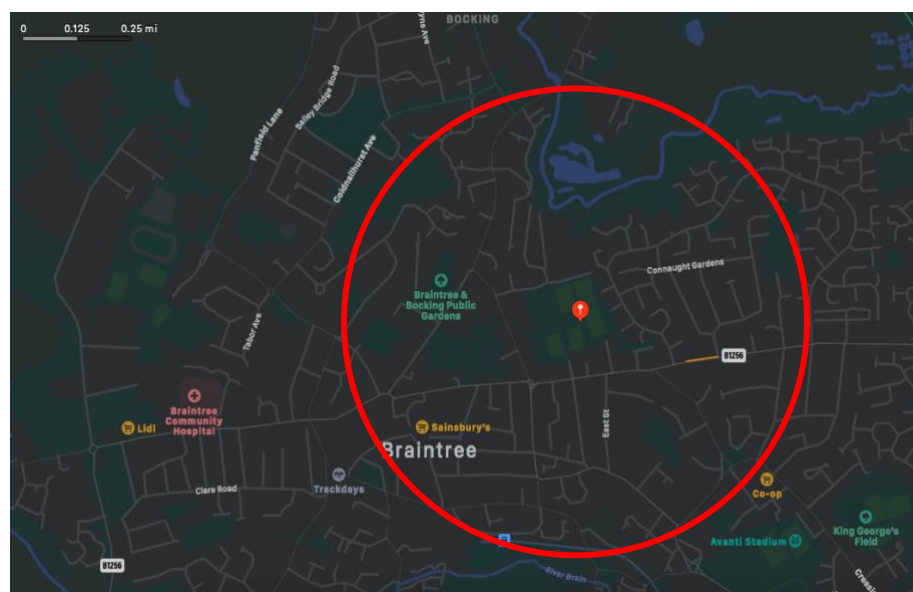 BOCKING
0 0.125 0.25 mi
Bailey Bridge Road
Panfield Lane
Coldnailhurst Ave
Connaught Gardens
Braintree &
Bocking Public
Gardens
Tabor Ave
B1256
Braintree
Community
Hospital
Lidl
Sainsbury's
East St
Braintree
Clare Road
Trackdays
Co-op
King George's
Field
Avanti Stadium
B1256
River Brain